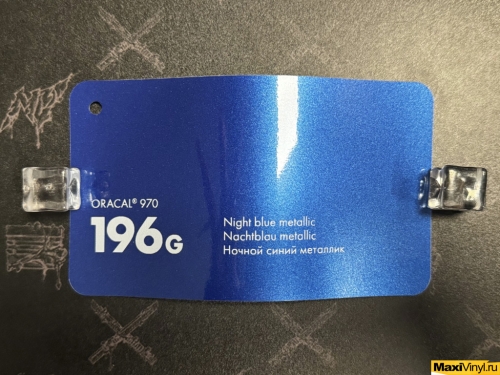 ORACAL® 970
196G
Night blue metallic
Nachtblau metallic
Ночной синий металлик
MaxiVinyl.ru